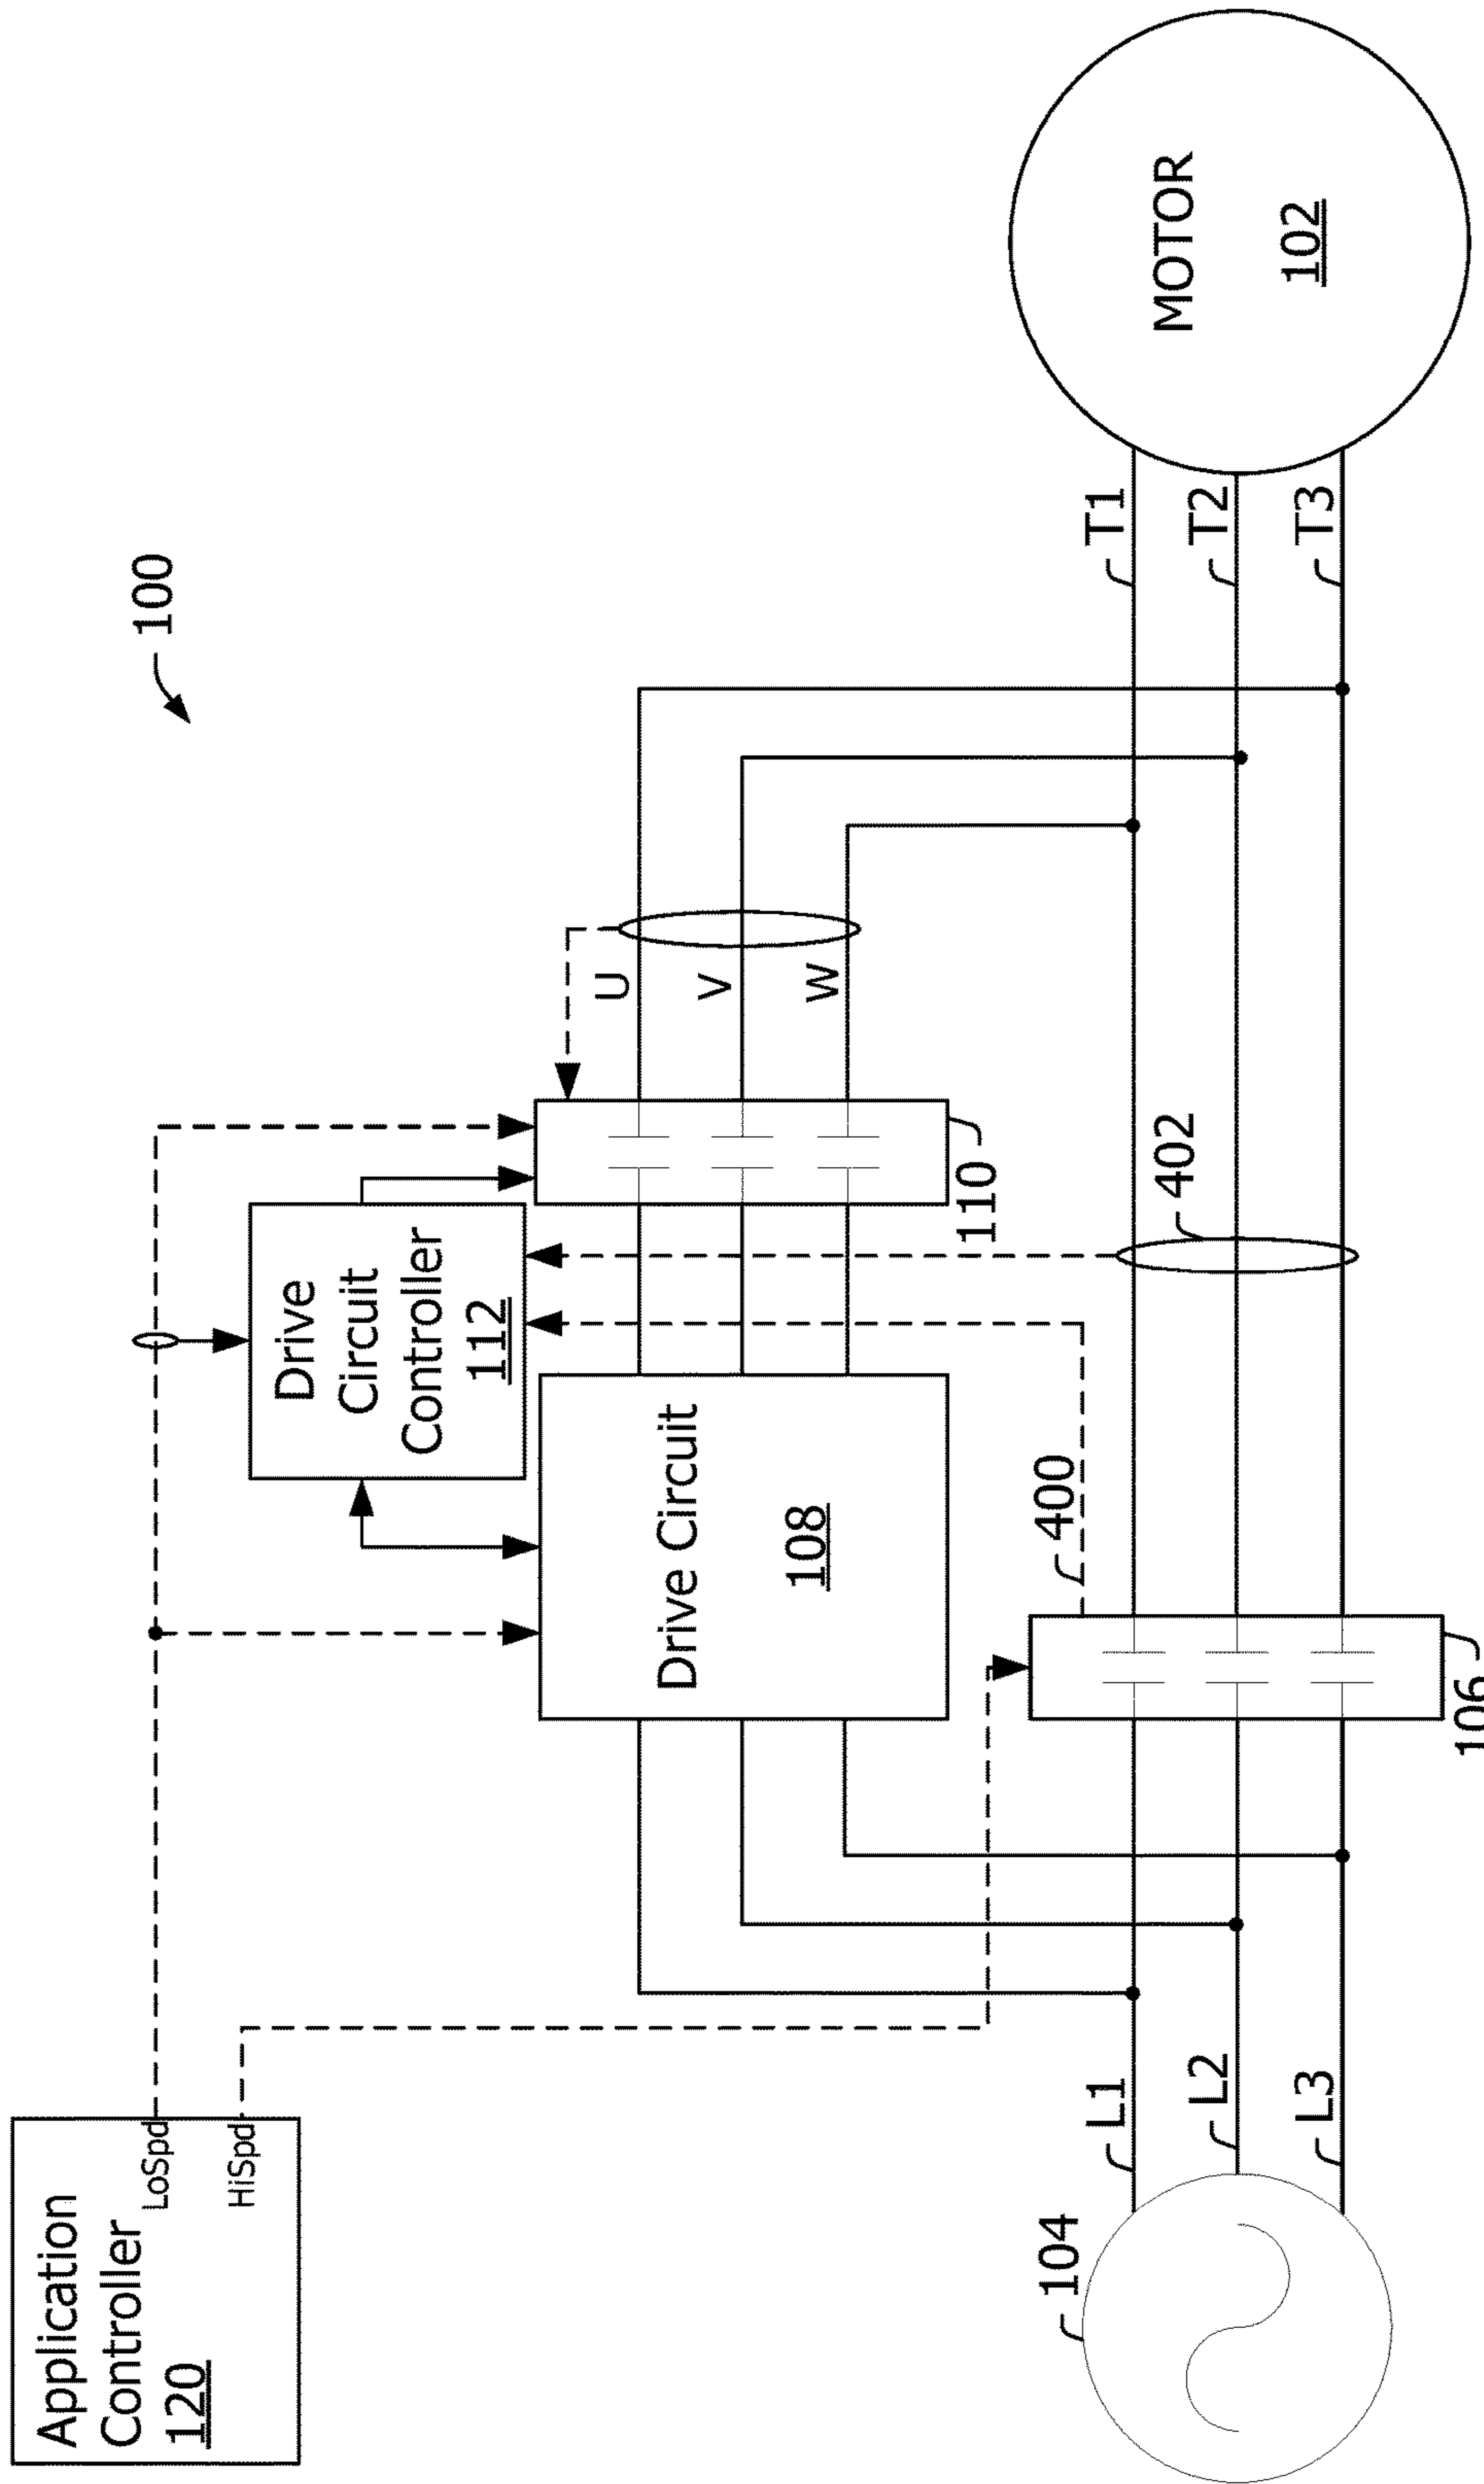 100
Application
Controller
120
LoSpd
HiSpd
Drive
Circuit
Controller
112
Drive Circuit
108
110
U
V
W
400
402
106
104
L1
L2
L3
T1
T2
T3
MOTOR
102